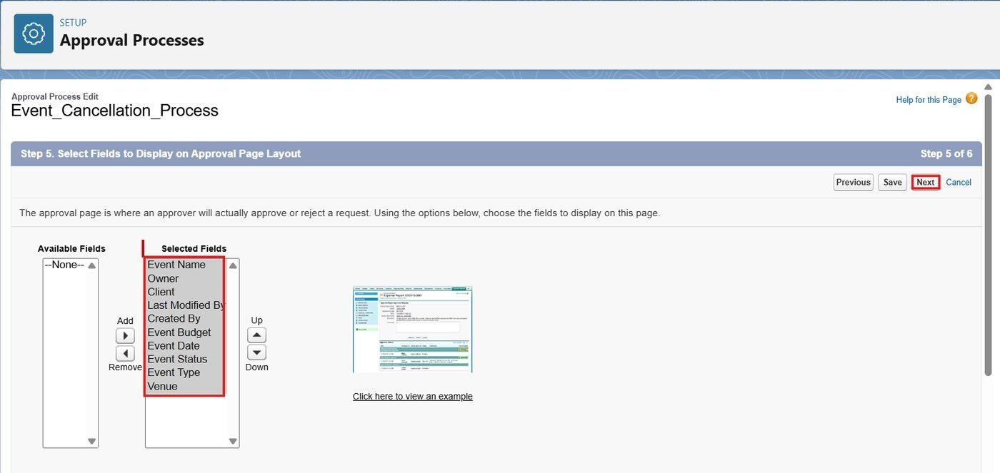 SETUP
Approval Processes
Approval Process Edit
Event_Cancellation_Process
Help for this Page ?
Step 5. Select Fields to Display on Approval Page Layout
Step 5 of 6
Previous Save Next Cancel
The approval page is where an approver will actually approve or reject a request. Using the options below, choose the fields to display on this page.
Available Fields
Selected Fields
--None--
Event Name
Owner
Client
Last Modified By
Created By
Event Budget
Event Date
Event Status
Event Type
Venue
Add
Remove
Up
Down
Click here to view an example